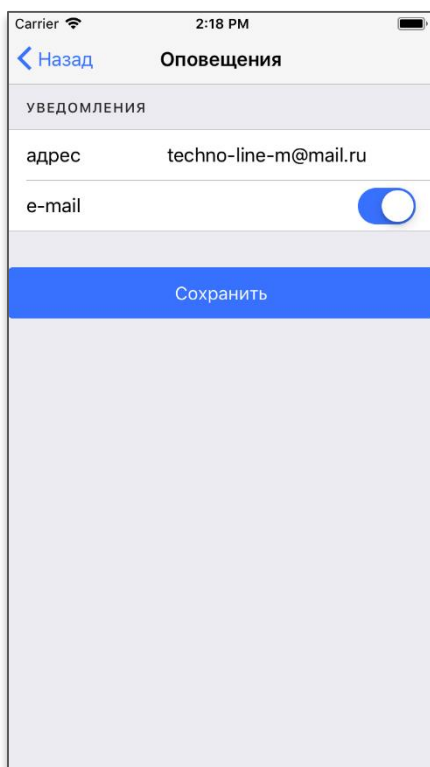 Carrier 2:18 PM
Назад Оповещения
УВЕДОМЛЕНИЯ
адрес techno-line-m@mail.ru
e-mail
Сохранить